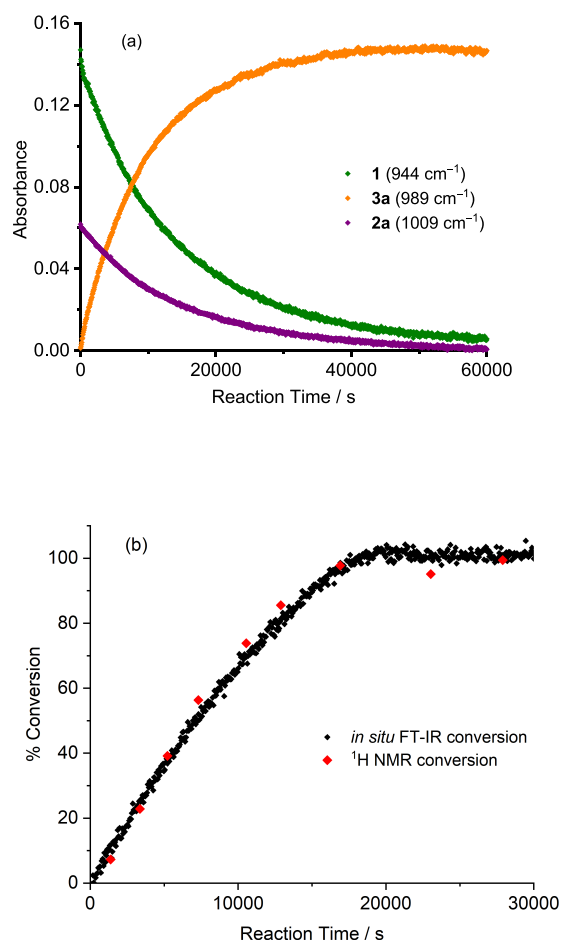 0.16
(a)
0.12
0.08
0.04
0.00
Absorbance
1 (944 cm⁻¹)
3a (989 cm⁻¹)
2a (1009 cm⁻¹)
0 20000 40000 60000
Reaction Time / s
(b)
100
80
60
40
20
0
% Conversion
in situ FT-IR conversion
¹H NMR conversion
0 10000 20000 30000
Reaction Time / s